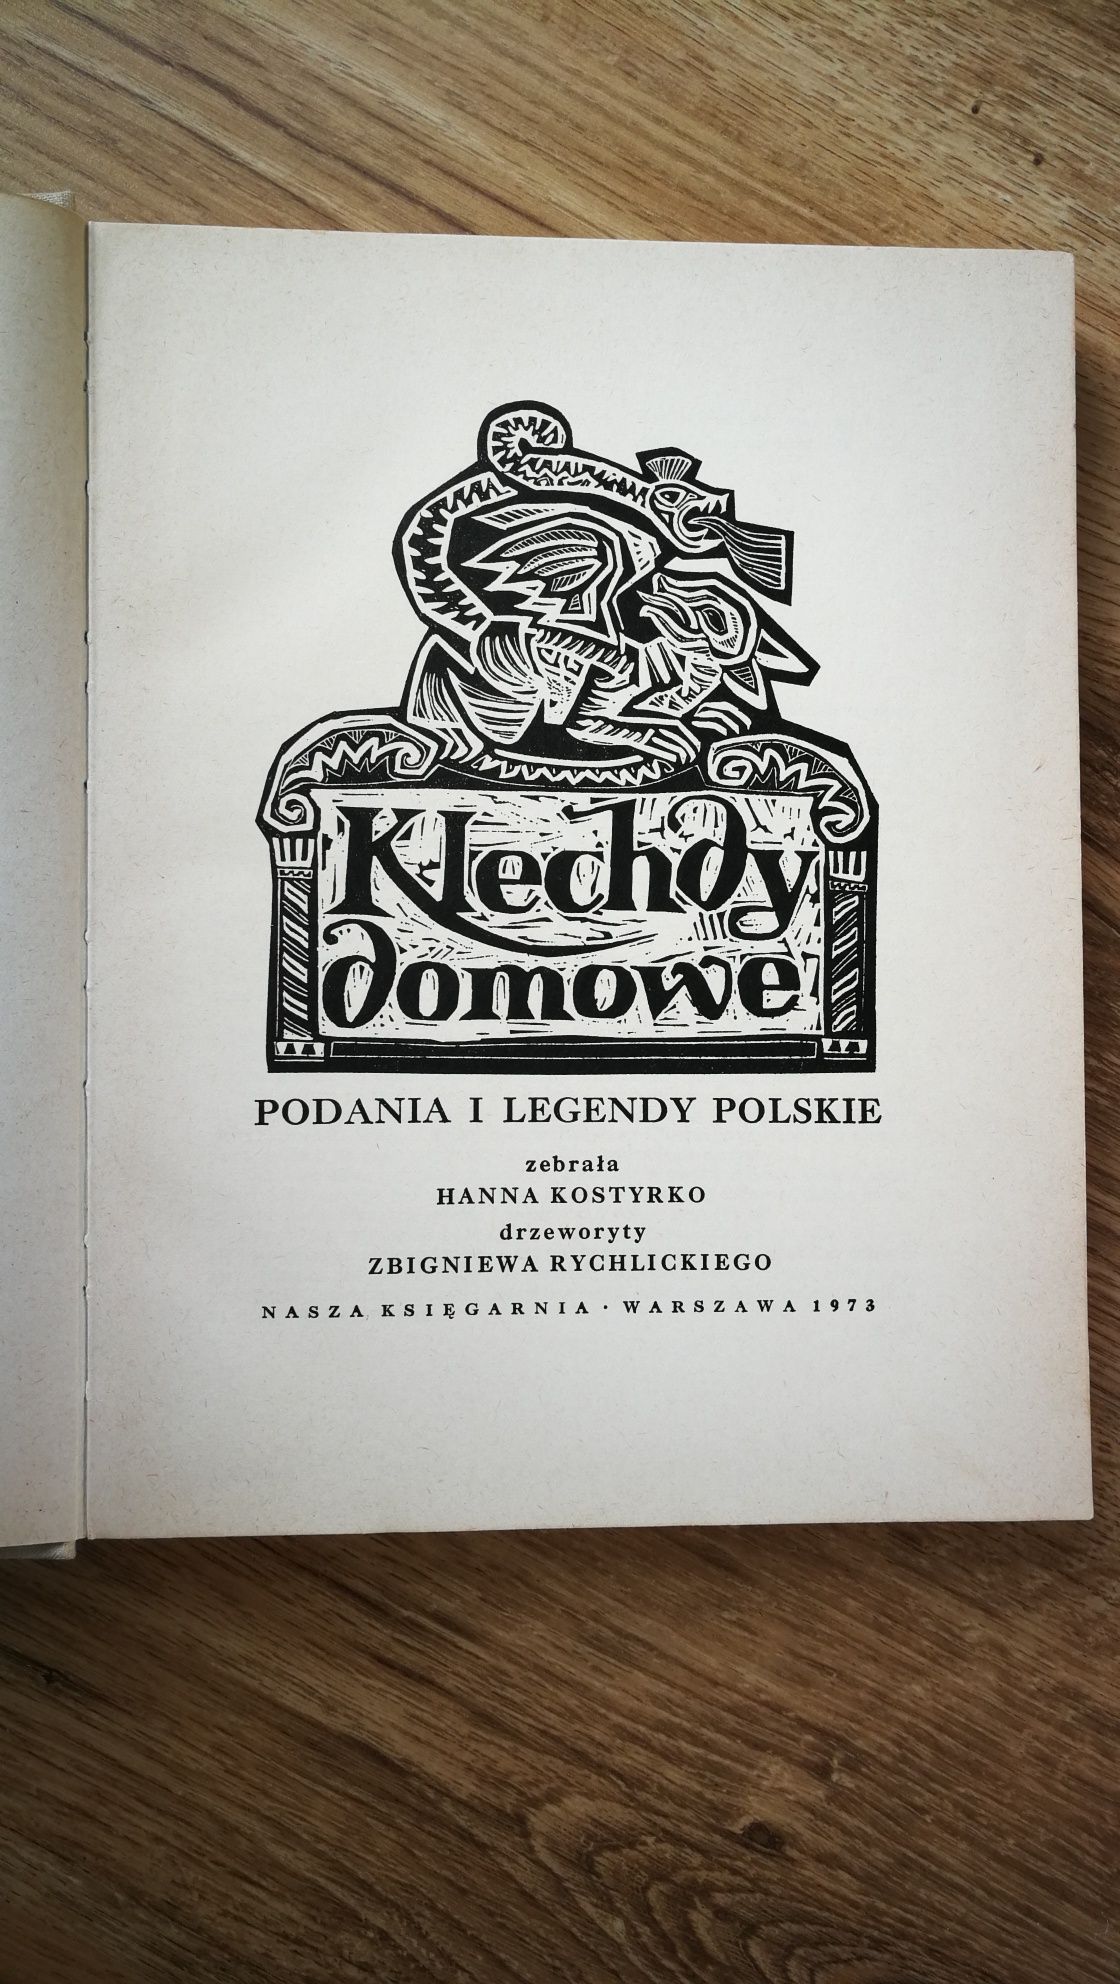 Klechdy
domowe
PODANIA I LEGENDY POLSKIE
zebrała
HANNA KOSTYRKO
drzeworyty
ZBIGNIEWA RYCHLICKIEGO
NASZA KSIĘGARNIA · WARSZAWA 1973